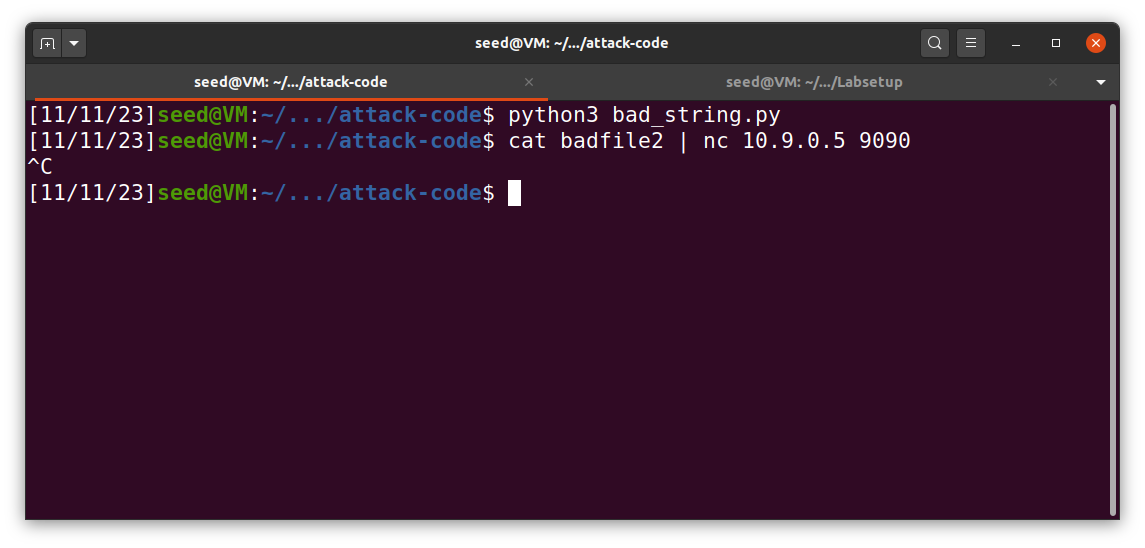 seed@VM: ~/.../attack-code
seed@VM: ~/.../attack-code
seed@VM: ~/.../Labsetup
[11/11/23]seed@VM:~/.../attack-code$ python3 bad_string.py
[11/11/23]seed@VM:~/.../attack-code$ cat badfile2 | nc 10.9.0.5 9090
^C
[11/11/23]seed@VM:~/.../attack-code$